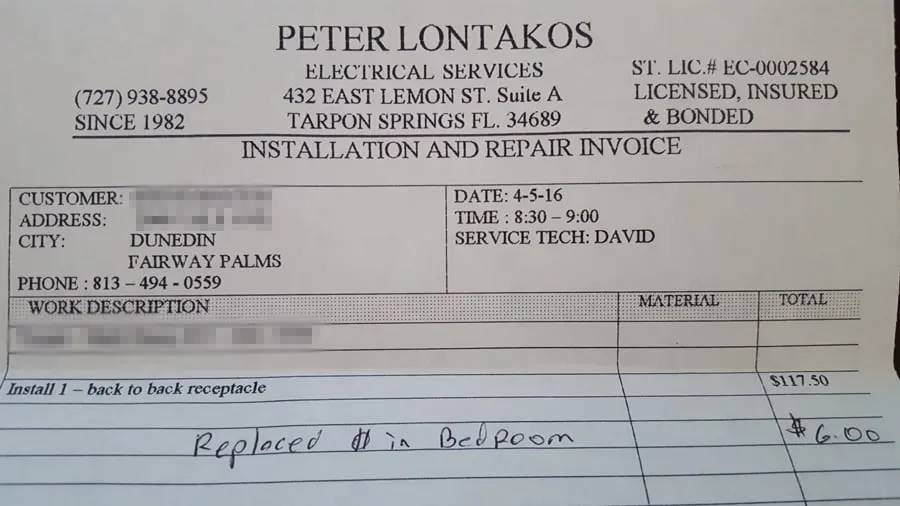 PETER LONTAKOS
ELECTRICAL SERVICES
ST. LIC.# EC-0002584
(727) 938-8895
432 EAST LEMON ST. Suite A
LICENSED, INSURED
SINCE 1982
TARPON SPRINGS FL. 34689
& BONDED
INSTALLATION AND REPAIR INVOICE
CUSTOMER:
ADDRESS:
CITY: DUNEDIN
FAIRWAY PALMS
PHONE : 813 – 494 - 0559
DATE: 4-5-16
TIME : 8:30 – 9:00
SERVICE TECH: DAVID
WORK DESCRIPTION MATERIAL TOTAL
Install 1 – back to back receptacle $117.50
Replaced in Bedroom $6.00